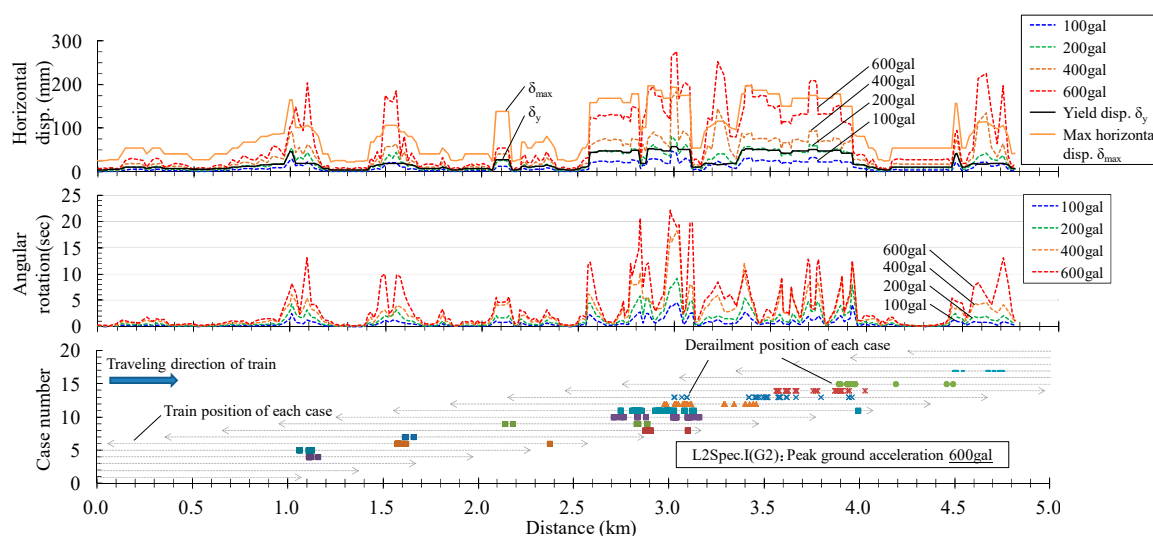 Horizontal
disp. (mm)
300
200
100
0
δmax
δy
600gal
400gal
200gal
100gal
100gal
200gal
400gal
600gal
Yield disp. δy
Max horizontal
disp. δmax
Angular
rotation(sec)
25
20
15
10
5
0
600gal
400gal
200gal
100gal
100gal
200gal
400gal
600gal
Case number
20
15
10
5
0
Traveling direction of train
Train position of each case
Derailment position of each case
L2Spec.I(G2): Peak ground acceleration 600gal
0.0 0.5 1.0 1.5 2.0 2.5 3.0 3.5 4.0 4.5 5.0
Distance (km)